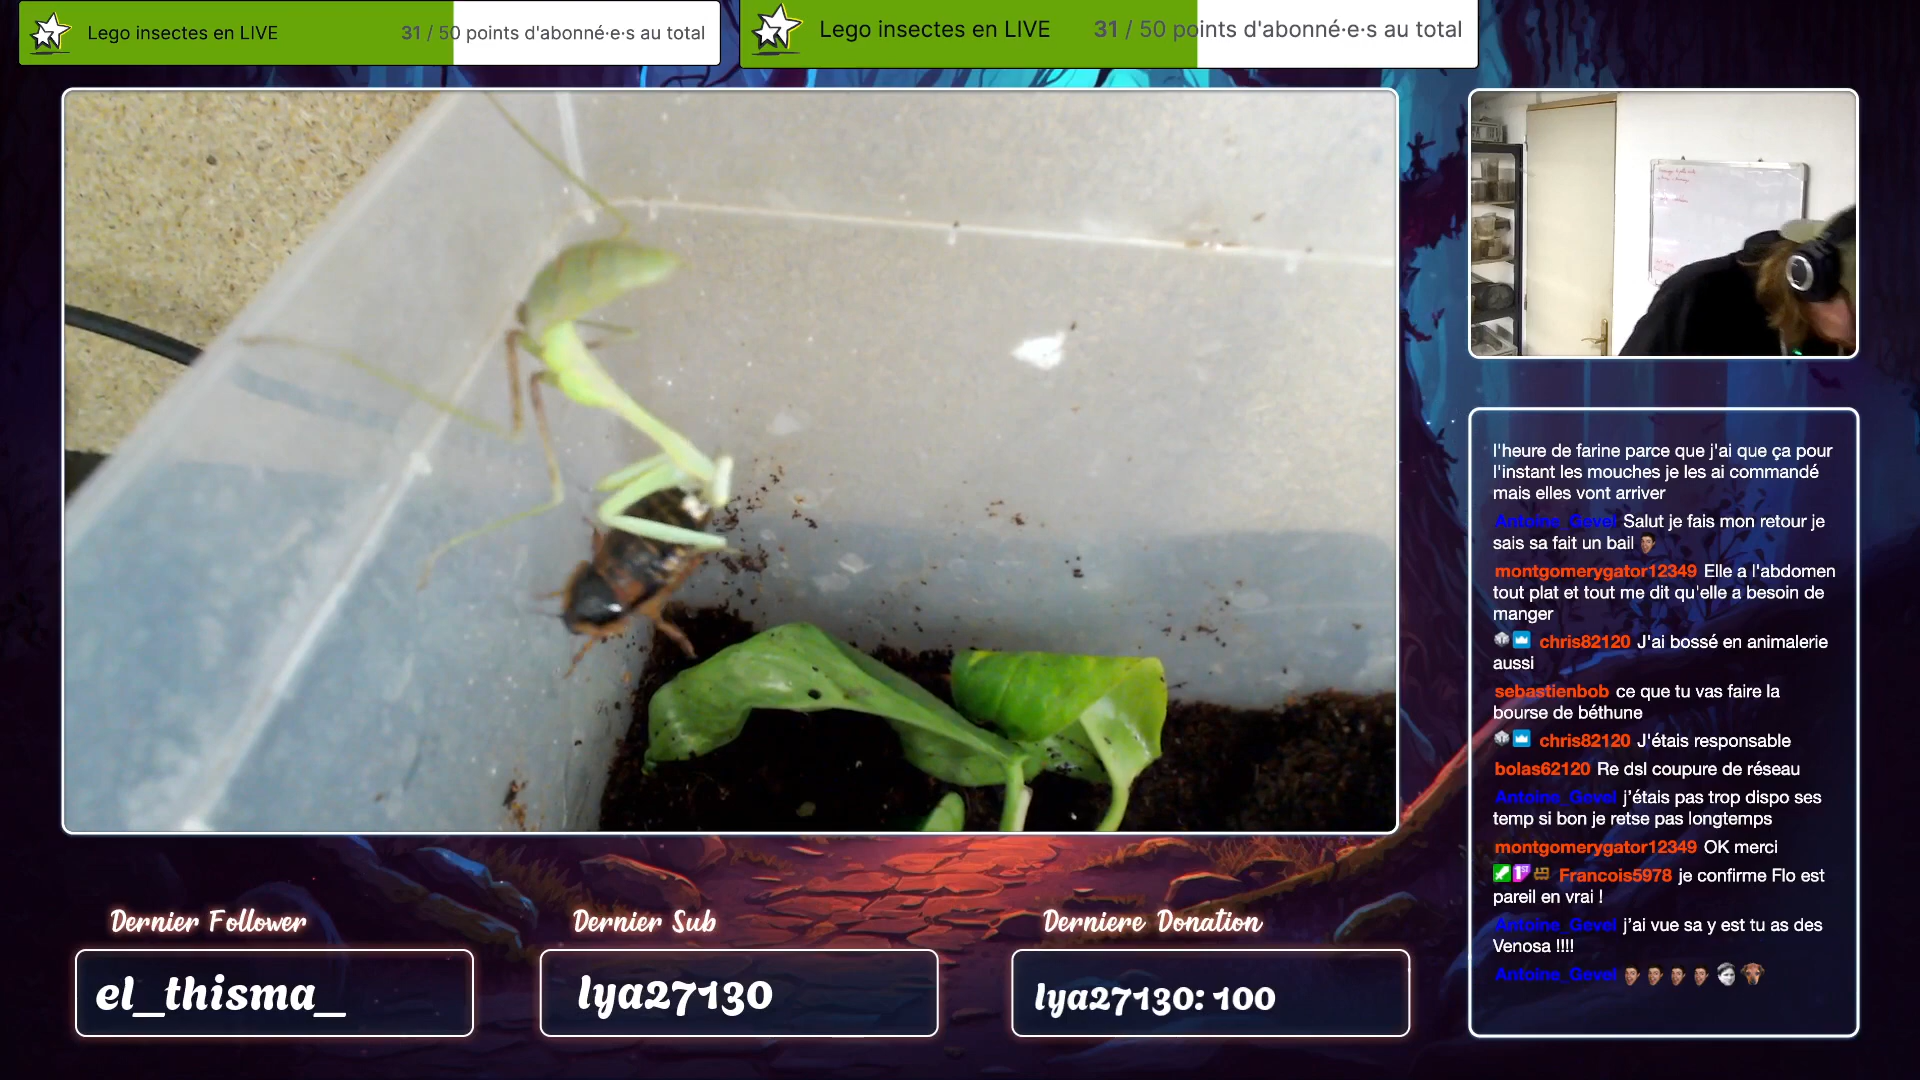 Lego insectes en LIVE 31 / 50 points d'abonné·e·s au total
Lego insectes en LIVE 31 / 50 points d'abonné·e·s au total
l'heure de farine parce que j'ai que ça pour
l'instant les mouches je les ai commandé
mais elles vont arriver
Antoine_Gevel Salut je fais mon retour je
sais sa fait un bail
montgomerygator12349 Elle a l'abdomen
tout plat et tout me dit qu'elle a besoin de
manger
chris82120 J'ai bossé en animalerie
aussi
sebastienbob ce que tu vas faire la
bourse de béthune
chris82120 J'étais responsable
bolas62120 Re dsl coupure de réseau
Antoine_Gevel j'étais pas trop dispo ses
temp si bon je retse pas longtemps
montgomerygator12349 OK merci
Francois5978 je confirme Flo est
pareil en vrai !
Antoine_Gevel j'ai vue sa y est tu as des
Venosa !!!!
Antoine_Gevel
Dernier Follower
el_thisma_
Dernier Sub
lya27130
Derniere Donation
lya27130: 100